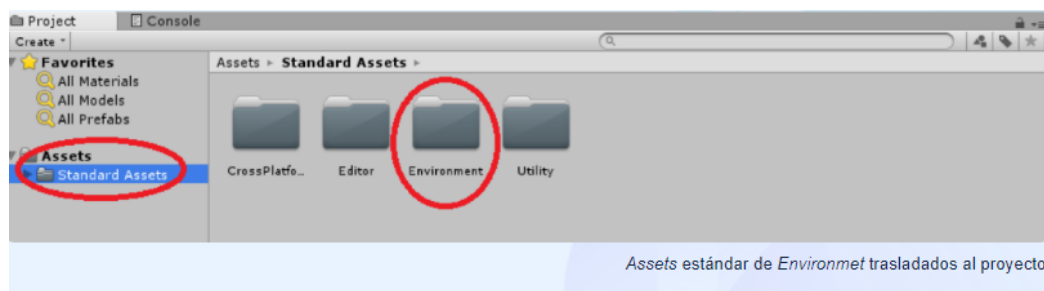 Project Console
Create
Favorites Assets ▸ Standard Assets ▸
All Materials
All Models
All Prefabs
Assets
Standard Assets
CrossPlatfo... Editor Environment Utility
Assets estándar de Environmet trasladados al proyecto